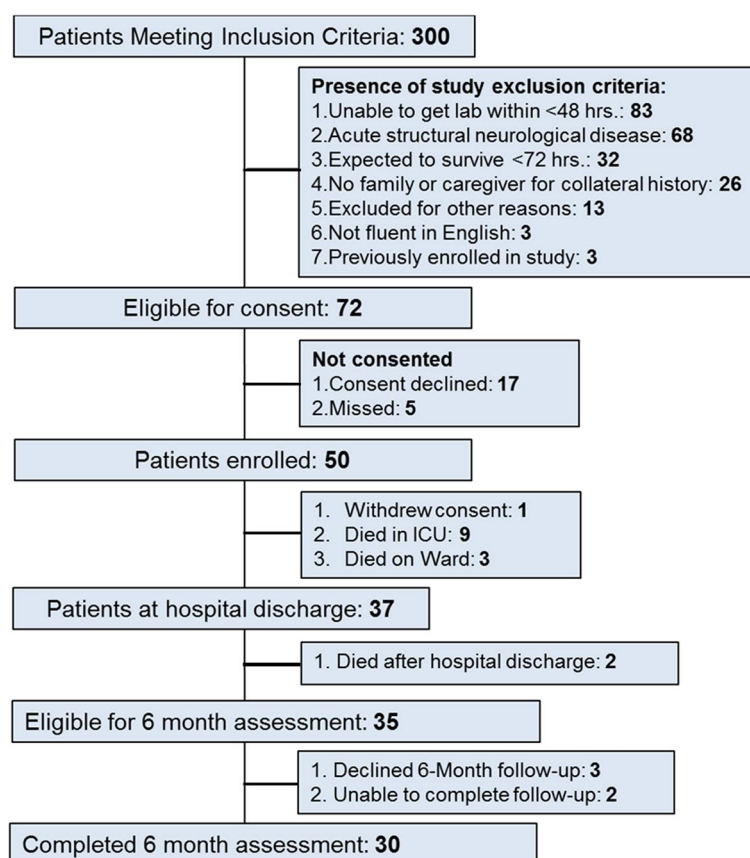 Patients Meeting Inclusion Criteria: 300
Presence of study exclusion criteria:
1.Unable to get lab within <48 hrs.: 83
2.Acute structural neurological disease: 68
3.Expected to survive <72 hrs.: 32
4.No family or caregiver for collateral history: 26
5.Excluded for other reasons: 13
6.Not fluent in English: 3
7.Previously enrolled in study: 3
Eligible for consent: 72
Not consented
1.Consent declined: 17
2.Missed: 5
Patients enrolled: 50
1. Withdrew consent: 1
2. Died in ICU: 9
3. Died on Ward: 3
Patients at hospital discharge: 37
1. Died after hospital discharge: 2
Eligible for 6 month assessment: 35
1. Declined 6-Month follow-up: 3
2. Unable to complete follow-up: 2
Completed 6 month assessment: 30